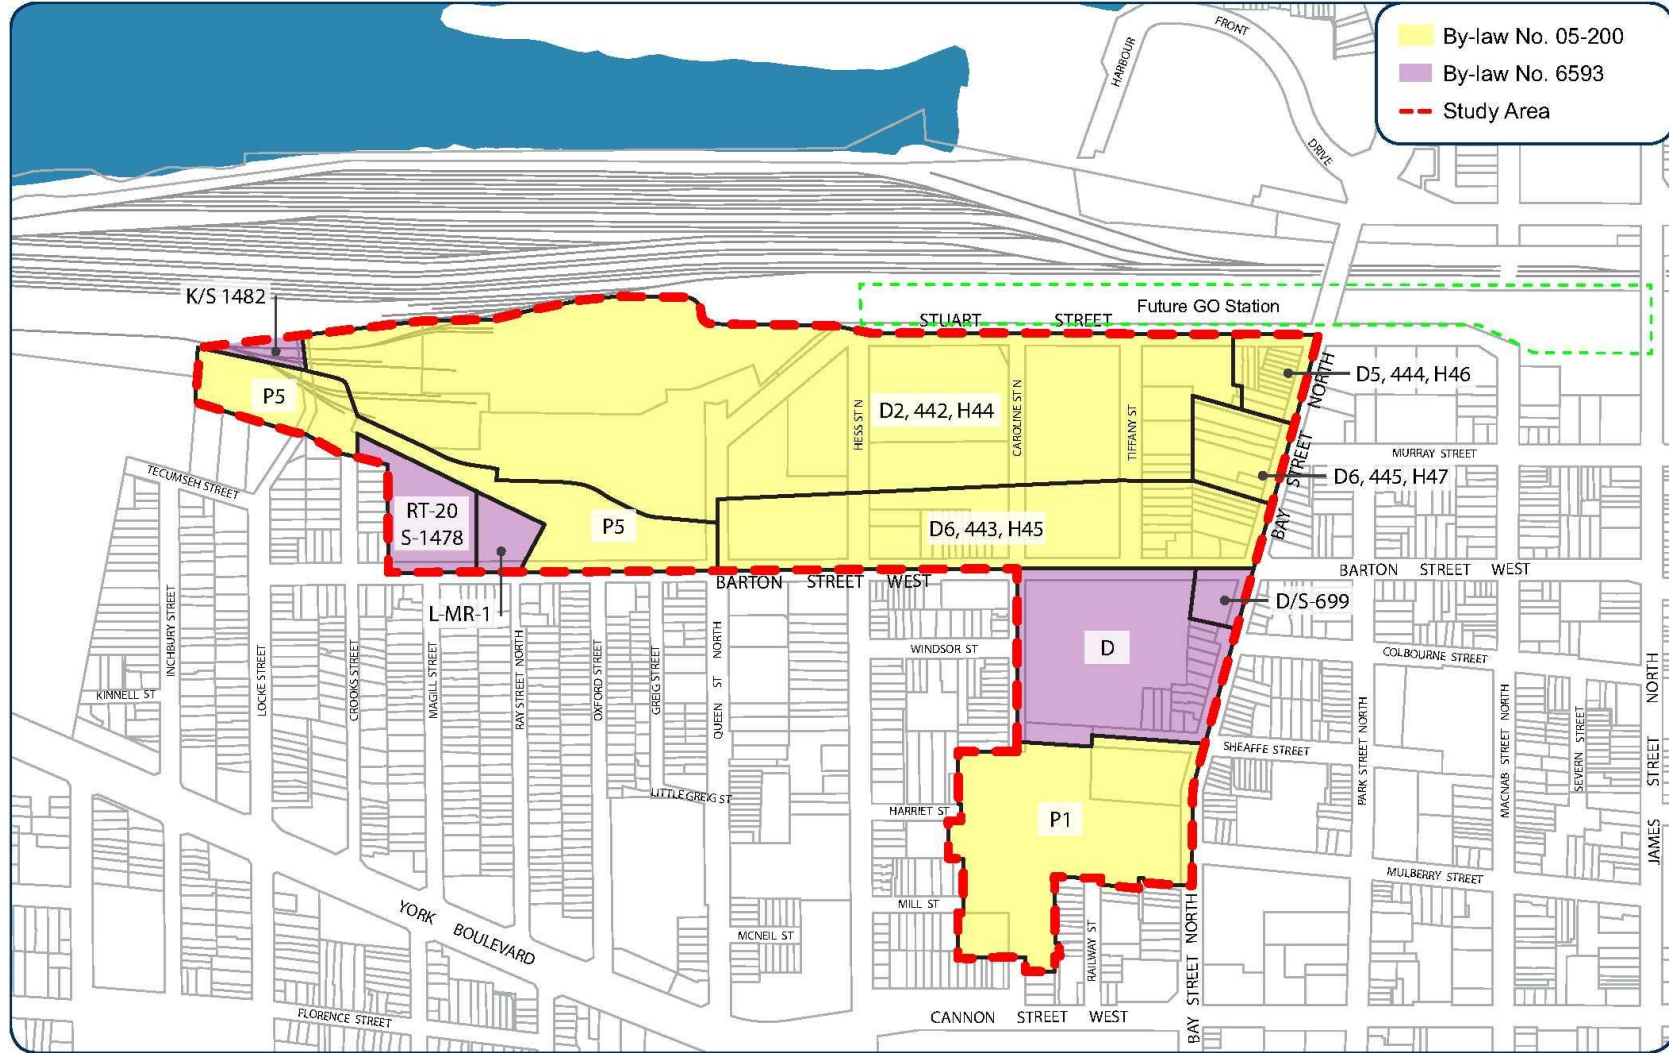 HARBOUR
FRONT
DRIVE
By-law No. 05-200
By-law No. 6593
Study Area
K/S 1482
Future GO Station
STUART STREET
P5
D5, 444, H46
D2, 442, H44
HESS ST N
CAROLINE ST N
TIFFANY ST
BAY STREET NORTH
MURRAY STREET
D6, 445, H47
TECUMSEH STREET
RT-20
S-1478
P5
D6, 443, H45
BARTON STREET WEST
BARTON STREET WEST
L-MR-1
D/S-699
D
INCHBURY STREET
LOCKE STREET
CROOKS STREET
MAGILL STREET
RAY STREET NORTH
OXFORD STREET
GREIG STREET
QUEEN ST NORTH
WINDSOR ST
COLBOURNE STREET
KINNELL ST
SHEAFFE STREET
PARK STREET NORTH
MACNAB STREET NORTH
SEVERN STREET
JAMES STREET NORTH
LITTLE GREIG ST
HARRIET ST
P1
MULBERRY STREET
YORK BOULEVARD
MILL ST
MCNEIL ST
RAILWAY ST
BAY STREET NORTH
FLORENCE STREET
CANNON STREET WEST